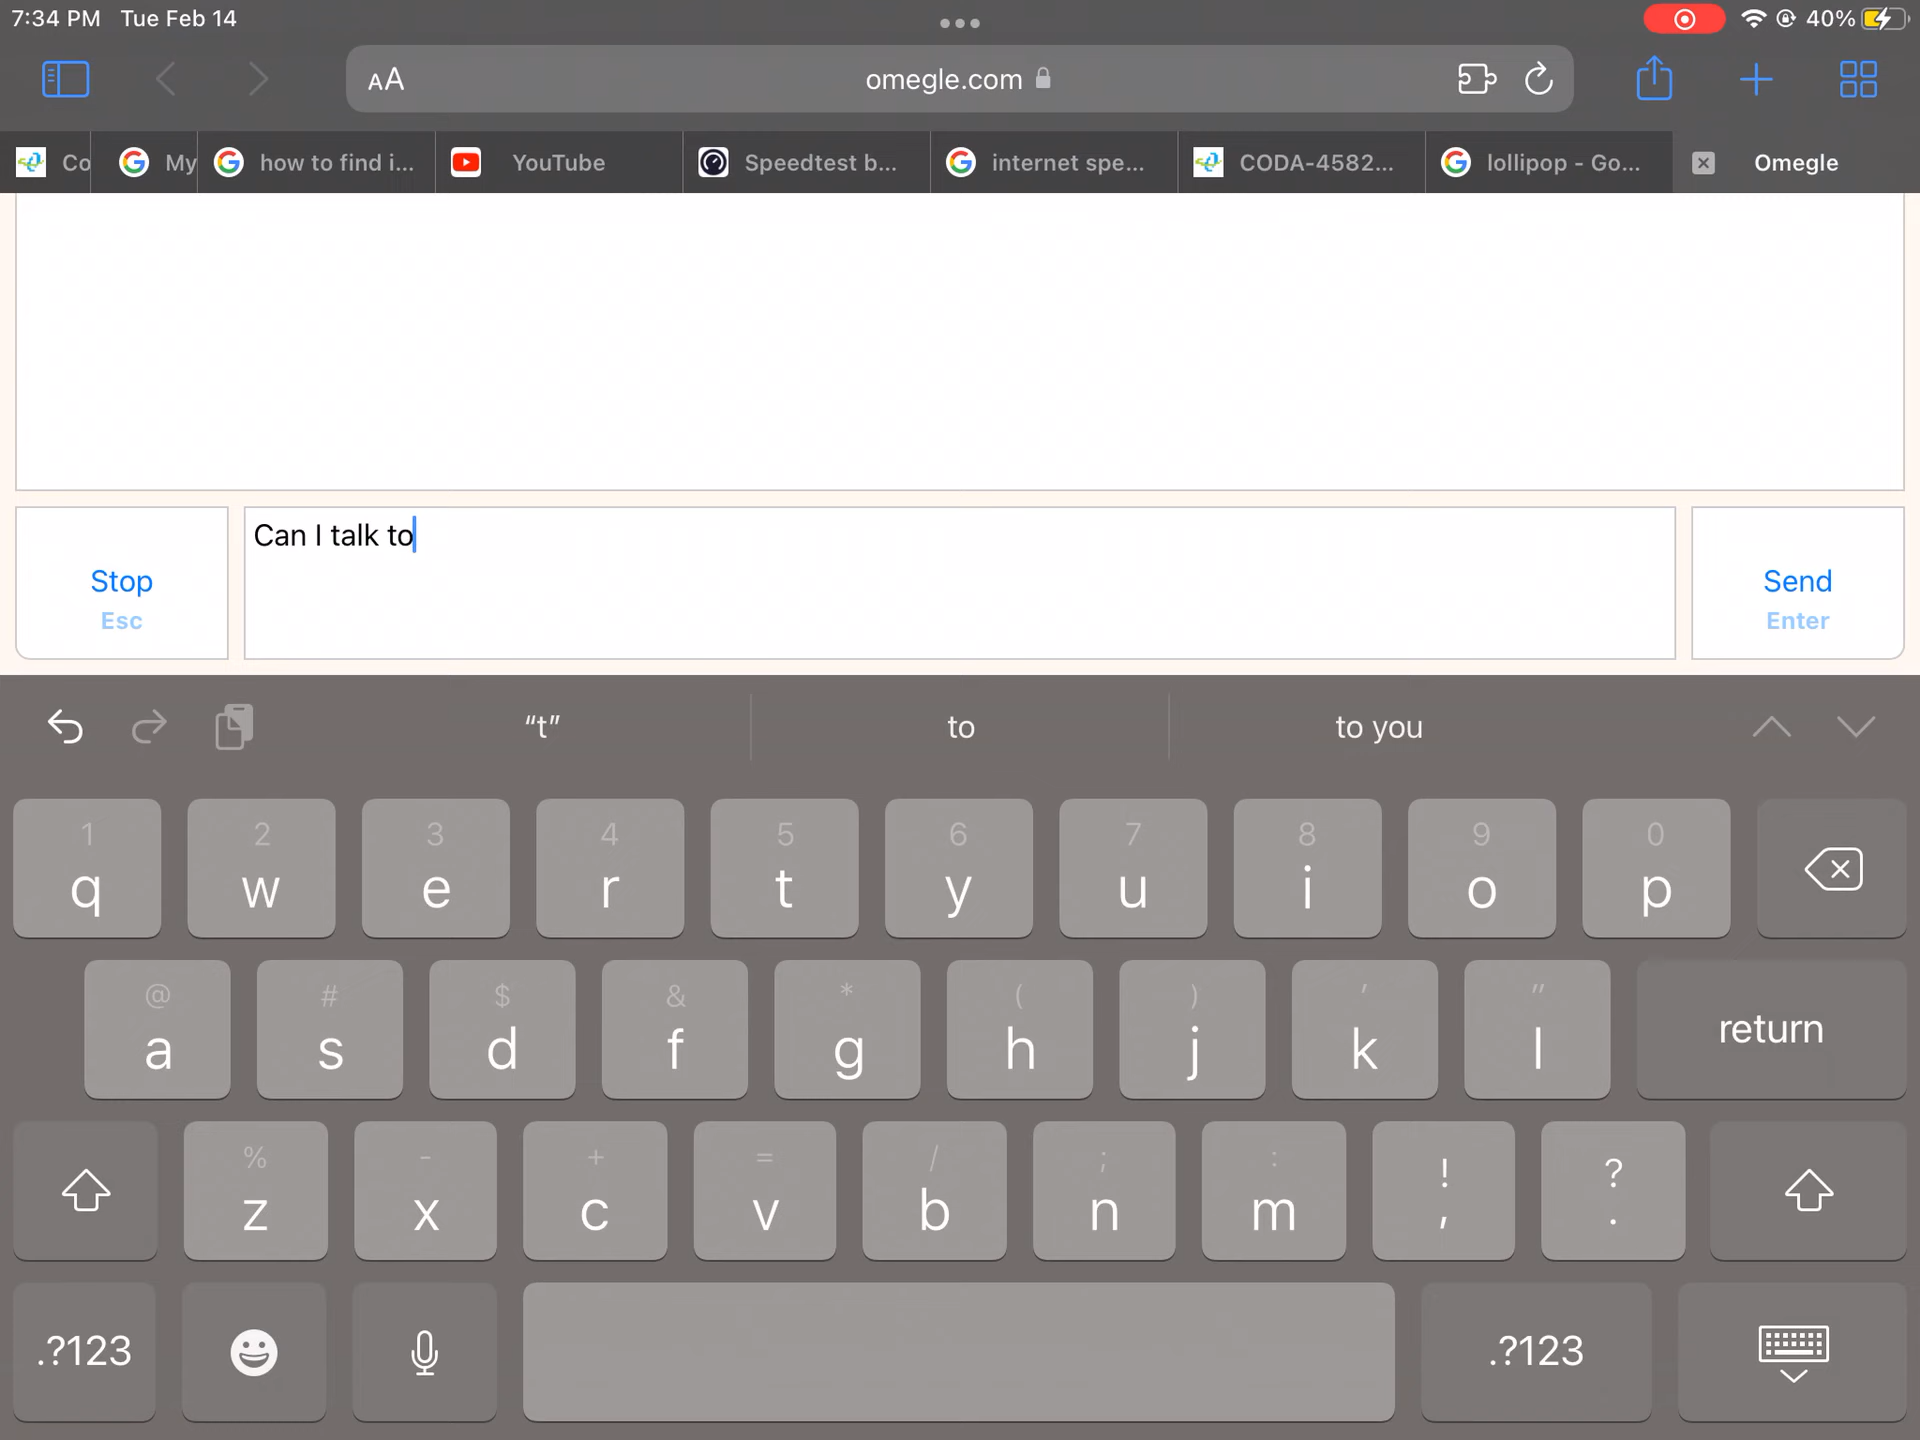 7:34 PM Tue Feb 14 40%
AA omegle.com
Co My how to find i... YouTube Speedtest b... internet spe... CODA-4582... lollipop - Go... Omegle
Can I talk to
Stop Send
Esc Enter
“t” to to you
1 2 3 4 5 6 7 8 9 0
q w e r t y u i o p
@ # $ & * ( ) ' "
a s d f g h j k l return
% - + = / ; : ! ?
z x c v b n m , .
.?123 .?123